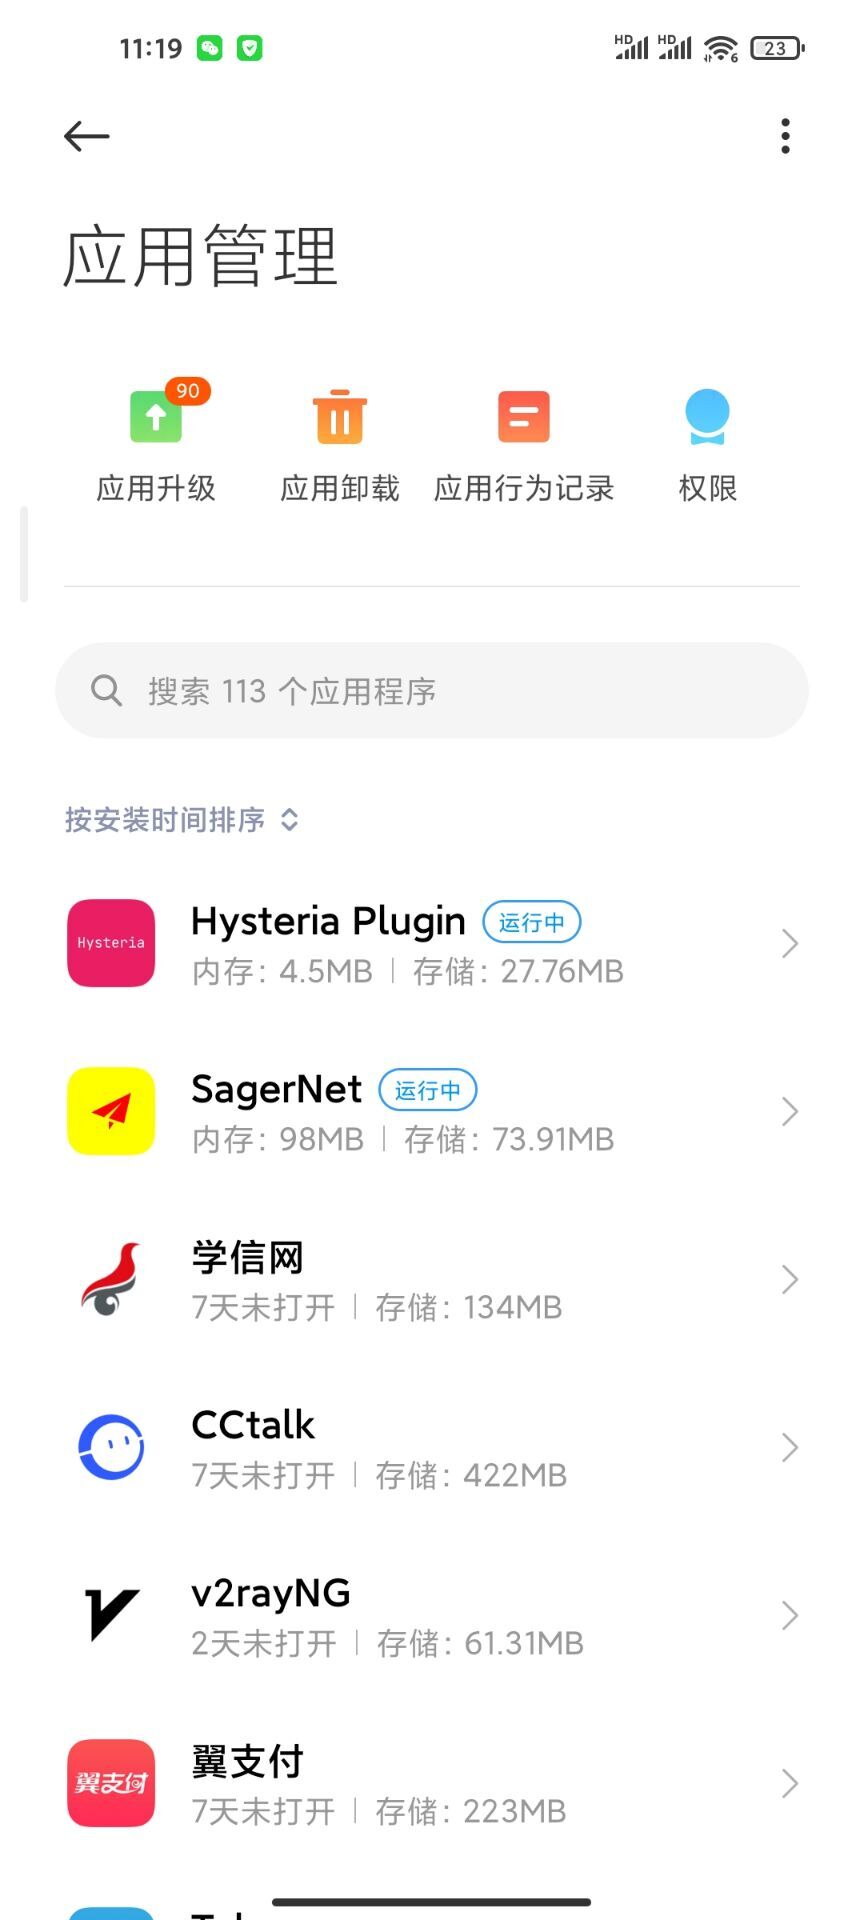 11:19 HD HD 6 23
应用管理
90
应用升级 应用卸载 应用行为记录 权限
搜索 113 个应用程序
按安装时间排序
Hysteria
Hysteria Plugin 运行中
内存：4.5MB | 存储：27.76MB
SagerNet 运行中
内存：98MB | 存储：73.91MB
学信网
7天未打开 | 存储：134MB
CCtalk
7天未打开 | 存储：422MB
v2rayNG
2天未打开 | 存储：61.31MB
翼支付
翼支付
7天未打开 | 存储：223MB